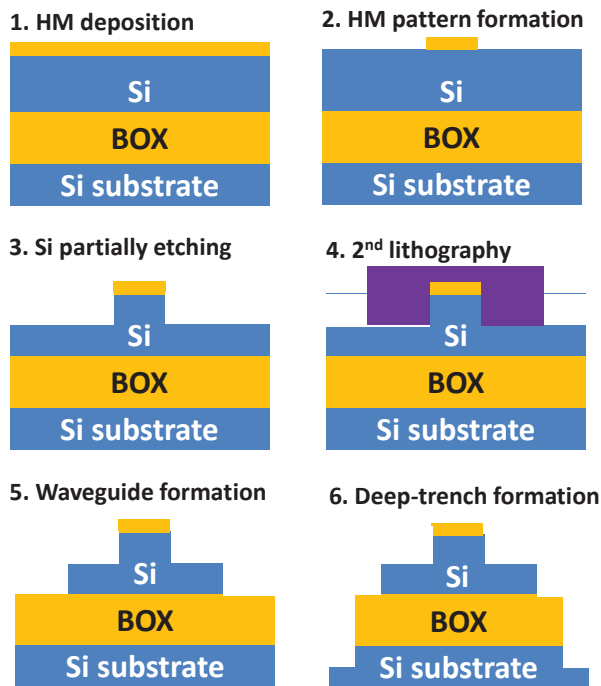 1. HM deposition
Si
BOX
Si substrate
2. HM pattern formation
Si
BOX
Si substrate
3. Si partially etching
Si
BOX
Si substrate
4. 2nd lithography
Si
BOX
Si substrate
5. Waveguide formation
Si
BOX
Si substrate
6. Deep-trench formation
Si
BOX
Si substrate